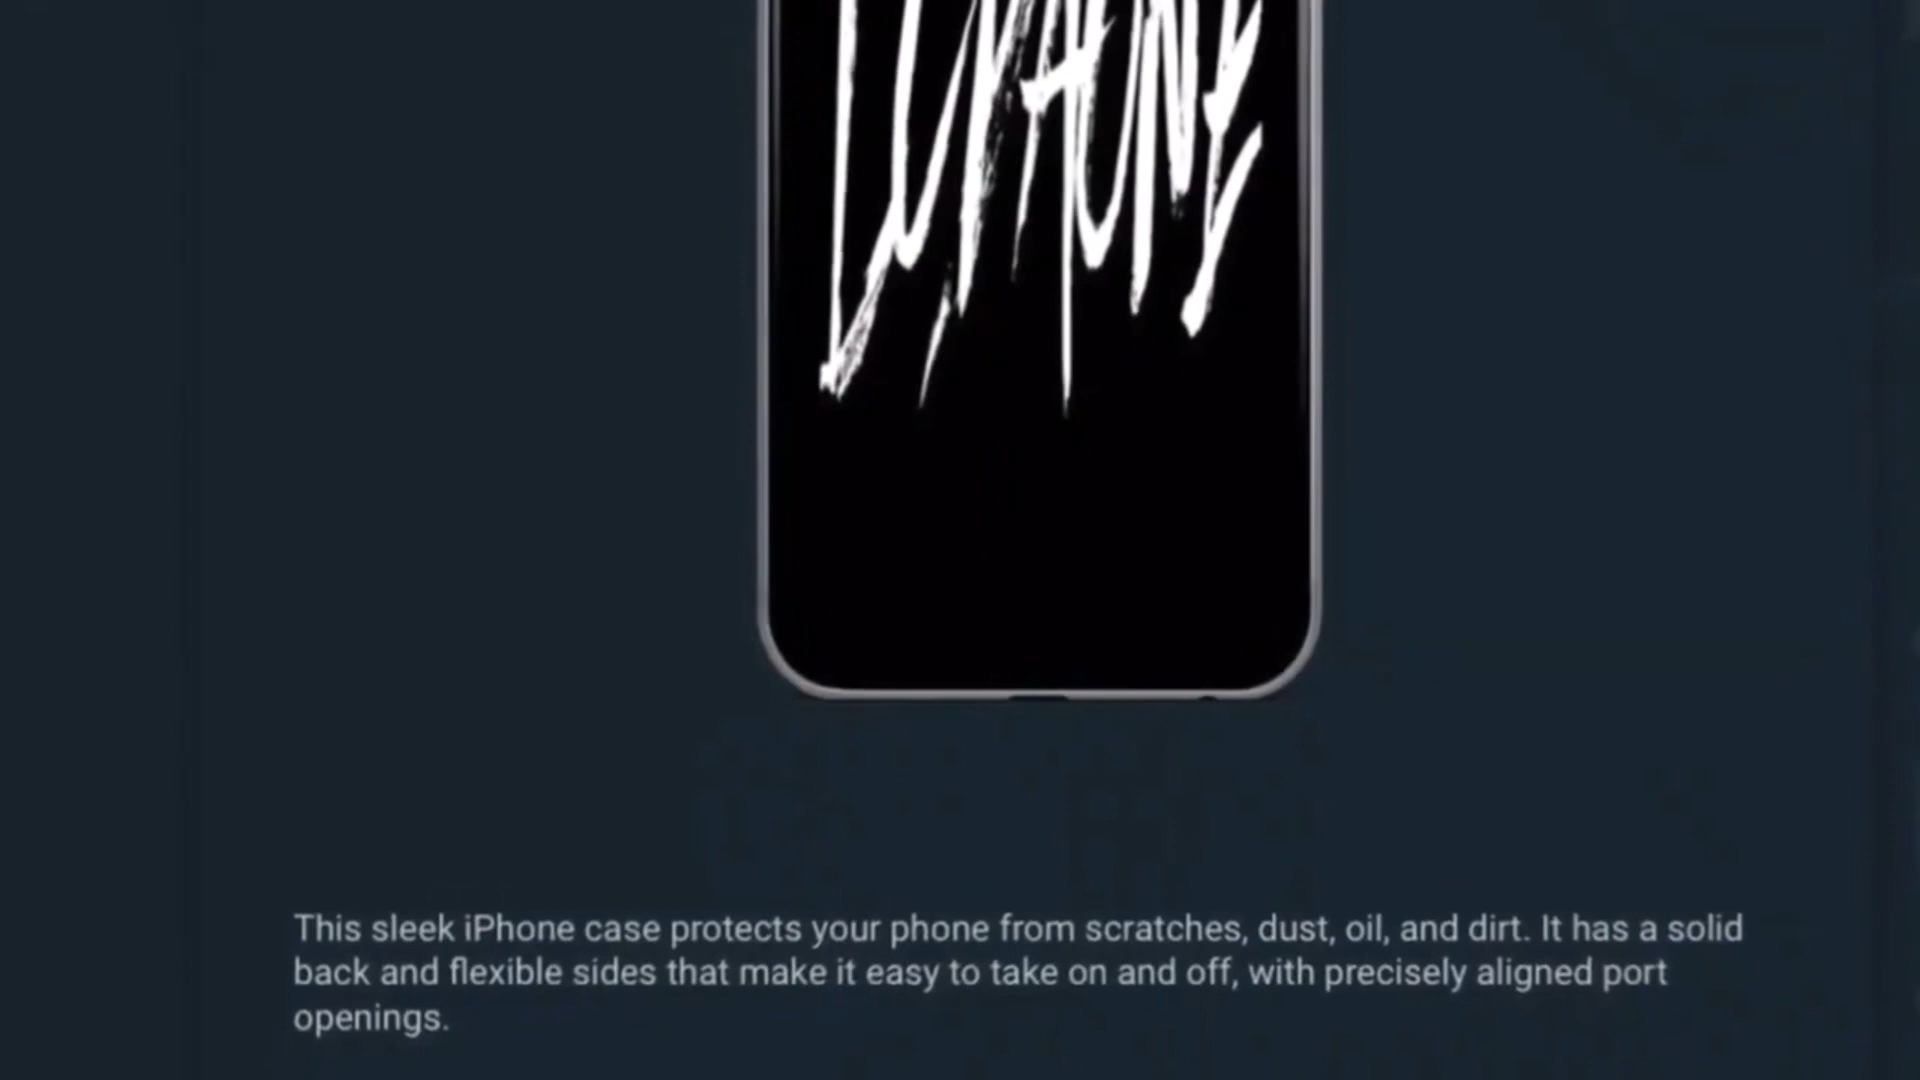 This sleek iPhone case protects your phone from scratches, dust, oil, and dirt. It has a solid
back and flexible sides that make it easy to take on and off, with precisely aligned port
openings.